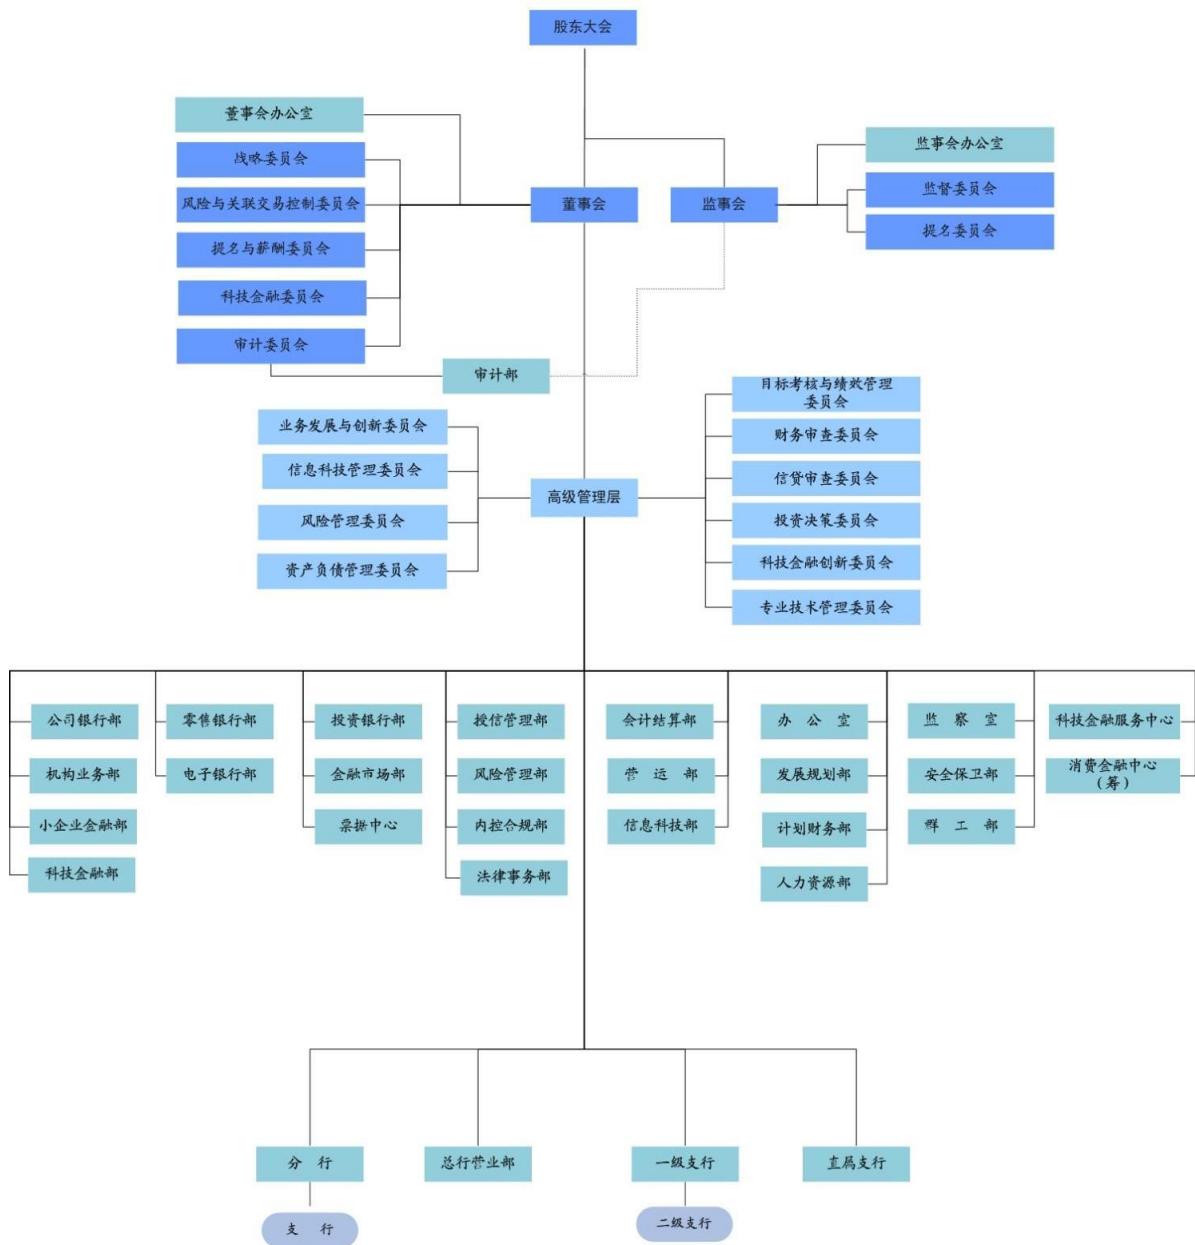 股东大会
董事会办公室
战略委员会
风险与关联交易控制委员会
提名与薪酬委员会
科技金融委员会
审计委员会
董事会
监事会
监事会办公室
监督委员会
提名委员会
审计部
业务发展与创新委员会
信息科技管理委员会
风险管理委员会
资产负债管理委员会
高级管理层
目标考核与绩效管理
委员会
财务审查委员会
信贷审查委员会
投资决策委员会
科技金融创新委员会
专业技术管理委员会
公司银行部
机构业务部
小企业金融部
科技金融部
零售银行部
电子银行部
投资银行部
金融市场部
票据中心
授信管理部
风险管理部
内控合规部
法律事务部
会计结算部
营 运 部
信息科技部
办 公 室
发展规划部
计划财务部
人力资源部
监 察 室
安全保卫部
群 工 部
科技金融服务中心
消费金融中心
（筹）
分 行
总行营业部
一级支行
直属支行
支 行
二级支行